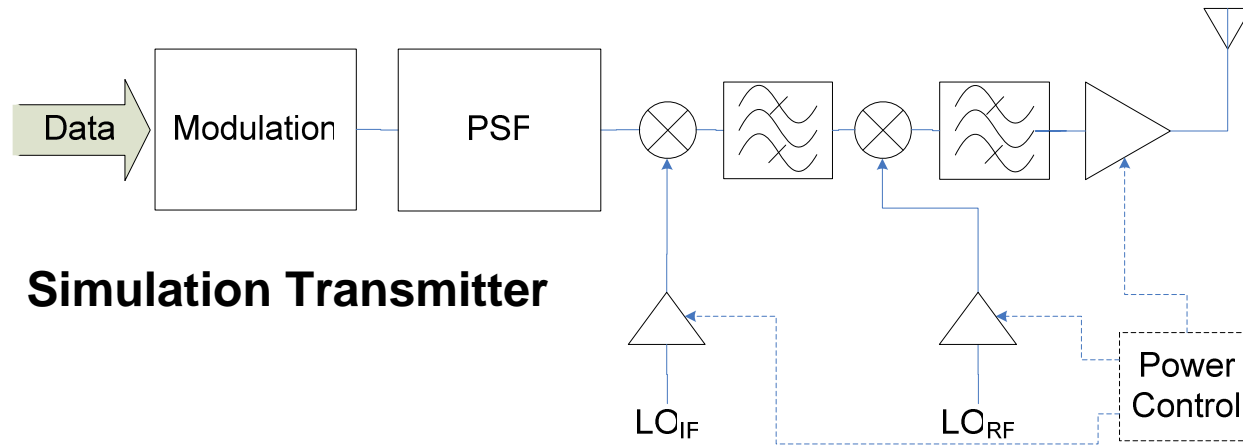 Data
Modulation
PSF
Simulation Transmitter
LOIF
LORF
Power
Control